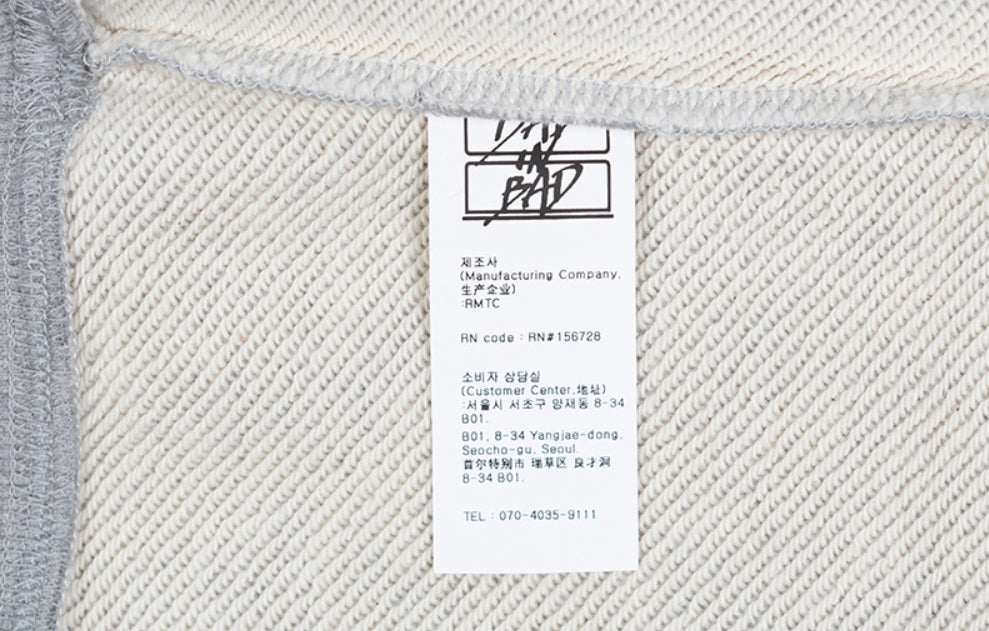 DAY
IN
BAD
제조사
(Manufacturing Company.
生产企业)
:RMTC
RN code : RN#156728
소비자 상담실
(Customer Center.地址)
:서울시 서초구 양재동 8-34
B01.
B01, 8-34 Yangjae-dong.
Seocho-gu, Seoul.
首尔特别市 瑞草区 良才洞
8-34 B01.
TEL : 070-4035-9111